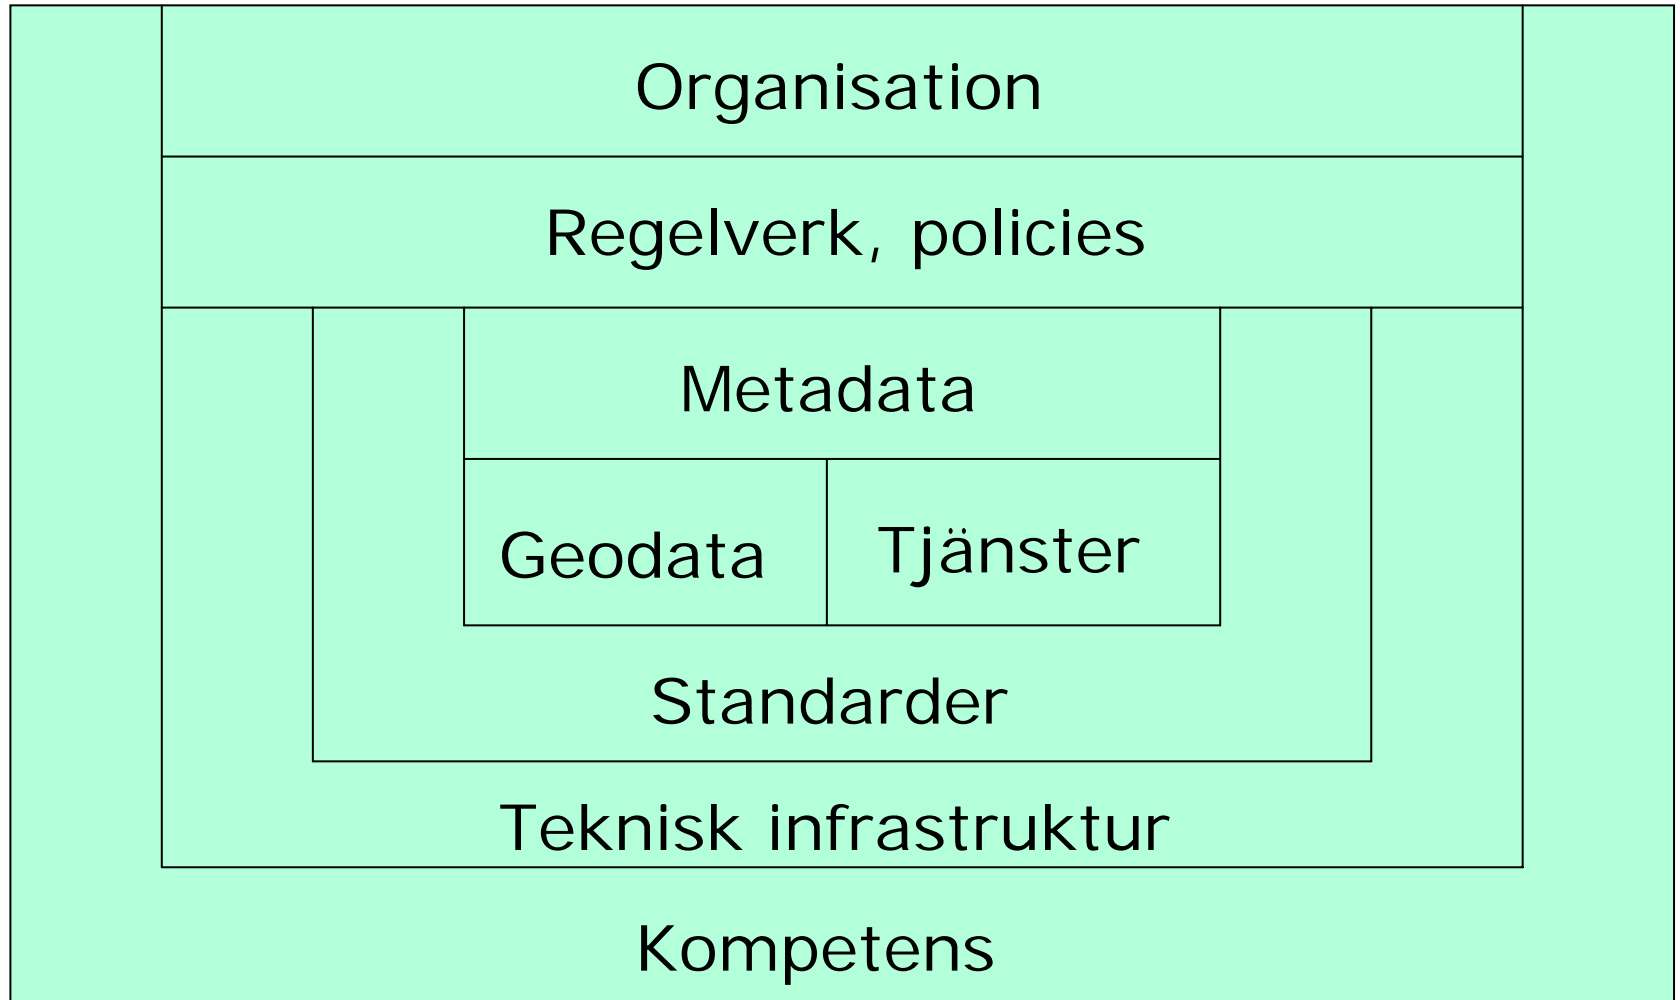 Organisation
Regelverk, policies
Metadata
Geodata
Tjänster
Standarder
Teknisk infrastruktur
Kompetens